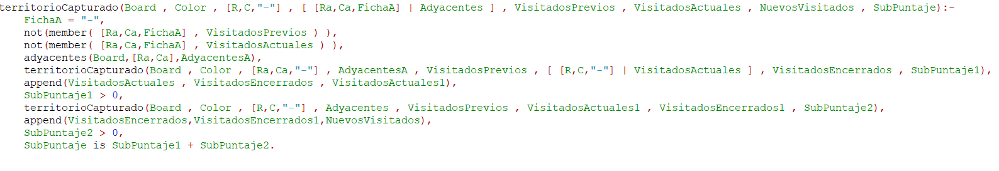 territorioCapturado(Board , Color , [R,C,"-"] , [ [Ra,Ca,FichaA] | Adyacentes ] , VisitadosPrevios , VisitadosActuales , NuevosVisitados , SubPuntaje):-
    FichaA = "-",
    not(member( [Ra,Ca,FichaA] , VisitadosPrevios ) ),
    not(member( [Ra,Ca,FichaA] , VisitadosActuales ) ),
    adyacentes(Board,[Ra,Ca],AdyacentesA),
    territorioCapturado(Board , Color , [Ra,Ca,"-"] , AdyacentesA , VisitadosPrevios , [ [R,C,"-"] | VisitadosActuales ] , VisitadosEncerrados , SubPuntaje1),
    append(VisitadosActuales , VisitadosEncerrados , VisitadosActuales1),
    SubPuntaje1 > 0,
    territorioCapturado(Board , Color , [R,C,"-"] , Adyacentes , VisitadosPrevios , VisitadosActuales1 , VisitadosEncerrados1 , SubPuntaje2),
    append(VisitadosEncerrados,VisitadosEncerrados1,NuevosVisitados),
    SubPuntaje2 > 0,
    SubPuntaje is SubPuntaje1 + SubPuntaje2.